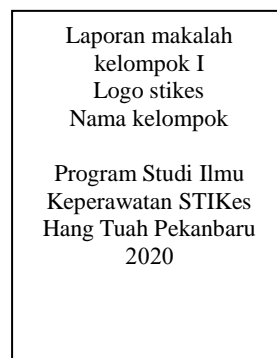 Laporan makalah
kelompok I
Logo stikes
Nama kelompok
Program Studi Ilmu
Keperawatan STIKes
Hang Tuah Pekanbaru
2020